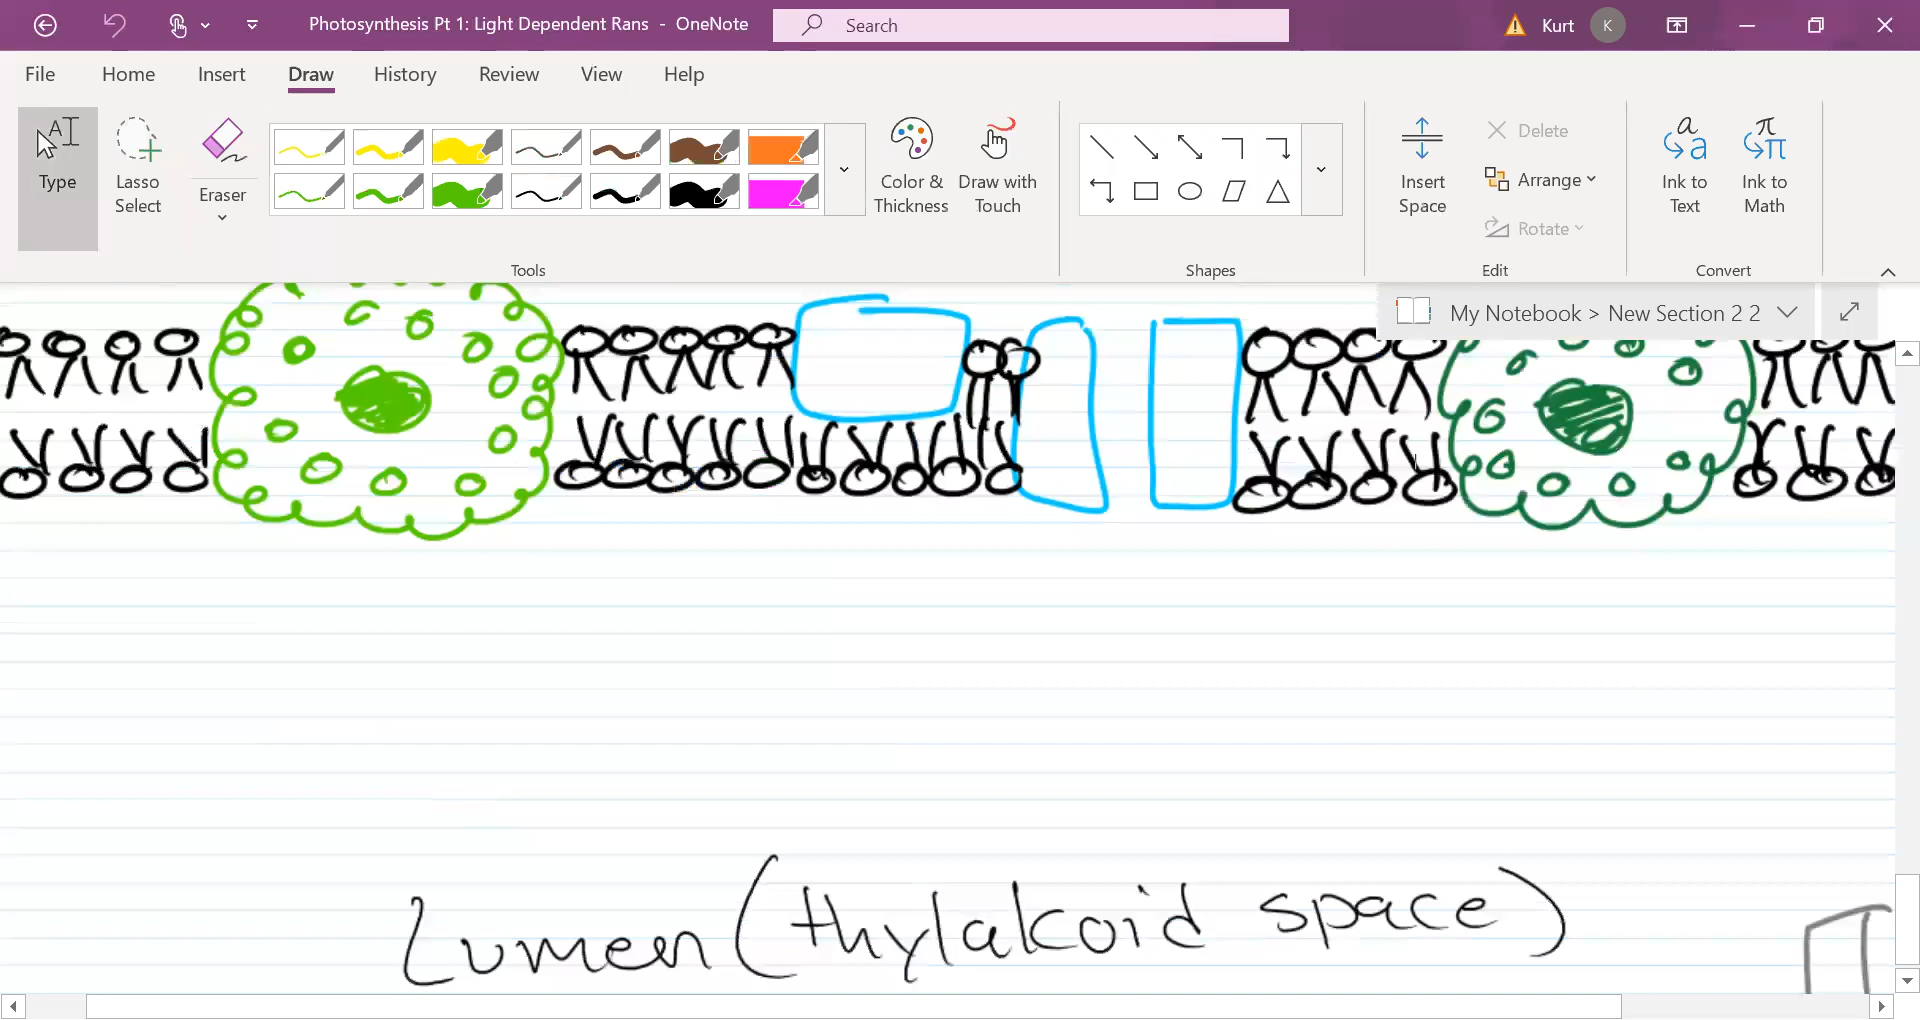 Photosynthesis Pt 1: Light Dependent Rans - OneNote
Search
Kurt
K
File Home Insert Draw History Review View Help
Type
Lasso Select
Eraser
Color & Thickness
Draw with Touch
Insert Space
Delete
Arrange
Rotate
Ink to Text
Ink to Math
Tools
Shapes
Edit
Convert
My Notebook > New Section 2 2
Lumen (thylakoid space)